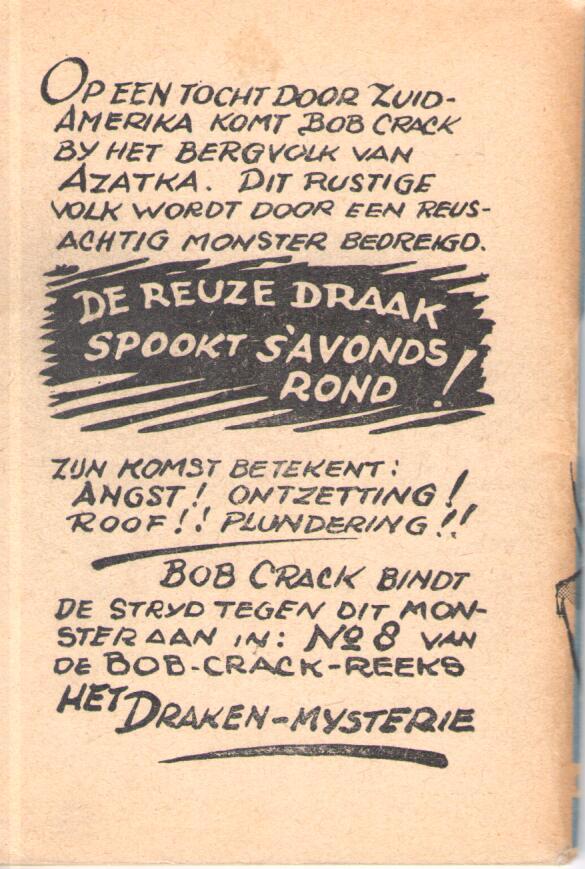 OP EEN TOCHT DOOR ZUID-
AMERIKA KOMT BOB CRACK
BY HET BERGVOLK VAN
AZATKA. DIT RUSTIGE
VOLK WORDT DOOR EEN REUS-
ACHTIG MONSTER BEDREIGD.
DE REUZE DRAAK
SPOOKT S'AVONDS
ROND !
ZIJN KOMST BETEKENT:
ANGST! ONTZETTING!
ROOF!! PLUNDERING!!
BOB CRACK BINDT
DE STRYD TEGEN DIT MON-
STER AAN IN: No 8 VAN
DE BOB-CRACK-REEKS
HET DRAKEN-MYSTERIE